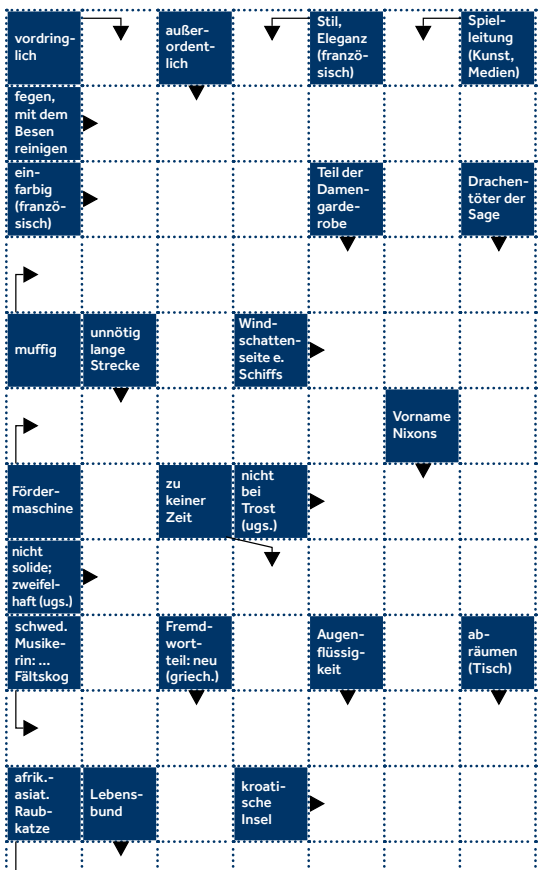 vordring-
lich
außer-
ordent-
lich
Stil,
Eleganz
(franzö-
sisch)
Spiel-
leitung
(Kunst,
Medien)
fegen,
mit dem
Besen
reinigen
ein-
farbig
(franzö-
sisch)
Teil der
Damen-
garde-
robe
Drachen-
töter der
Sage
muffig
unnötig
lange
Strecke
Wind-
schatten-
seite e.
Schiffs
Vorname
Nixons
Förder-
maschine
zu
keiner
Zeit
nicht
bei
Trost
(ugs.)
nicht
solide;
zweifel-
haft (ugs.)
schwed.
Musike-
rin: ...
Fältskog
Fremd-
wort-
teil: neu
(griech.)
Augen-
flüssig-
keit
ab-
räumen
(Tisch)
afrik.-
asiat.
Raub-
katze
Lebens-
bund
kroati-
sche
Insel